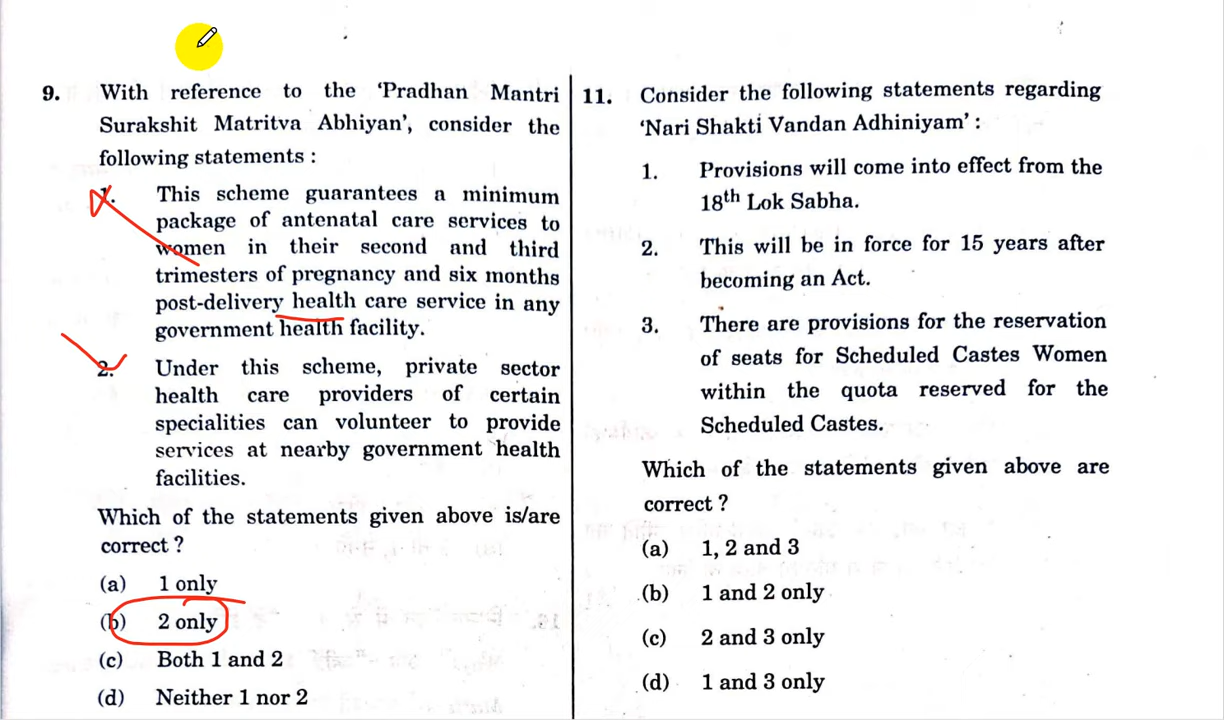 9. With reference to the ‘Pradhan Mantri
Surakshit Matritva Abhiyan’, consider the
following statements :
1. This scheme guarantees a minimum
package of antenatal care services to
women in their second and third
trimesters of pregnancy and six months
post-delivery health care service in any
government health facility.
2. Under this scheme, private sector
health care providers of certain
specialities can volunteer to provide
services at nearby government health
facilities.
Which of the statements given above is/are
correct ?
(a) 1 only
(b) 2 only
(c) Both 1 and 2
(d) Neither 1 nor 2
11. Consider the following statements regarding
‘Nari Shakti Vandan Adhiniyam’ :
1. Provisions will come into effect from the
18th Lok Sabha.
2. This will be in force for 15 years after
becoming an Act.
3. There are provisions for the reservation
of seats for Scheduled Castes Women
within the quota reserved for the
Scheduled Castes.
Which of the statements given above are
correct ?
(a) 1, 2 and 3
(b) 1 and 2 only
(c) 2 and 3 only
(d) 1 and 3 only